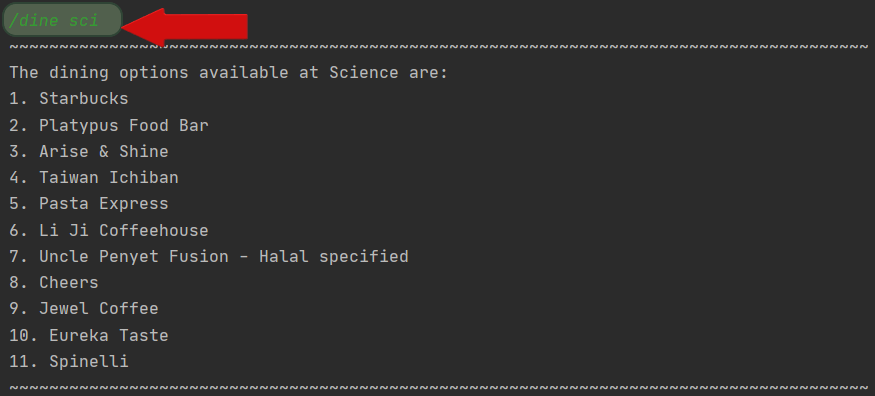 /dine sci
~~~~~~~~~~~~~~~~~~~~~~~~~~~~~~~~~~~~~~~~~~~~~~~~~~~~~~~~~~~~~~~~~~~~~~~~~~~~~~~~~~~~~~
The dining options available at Science are:
1. Starbucks
2. Platypus Food Bar
3. Arise & Shine
4. Taiwan Ichiban
5. Pasta Express
6. Li Ji Coffeehouse
7. Uncle Penyet Fusion - Halal specified
8. Cheers
9. Jewel Coffee
10. Eureka Taste
11. Spinelli
~~~~~~~~~~~~~~~~~~~~~~~~~~~~~~~~~~~~~~~~~~~~~~~~~~~~~~~~~~~~~~~~~~~~~~~~~~~~~~~~~~~~~~